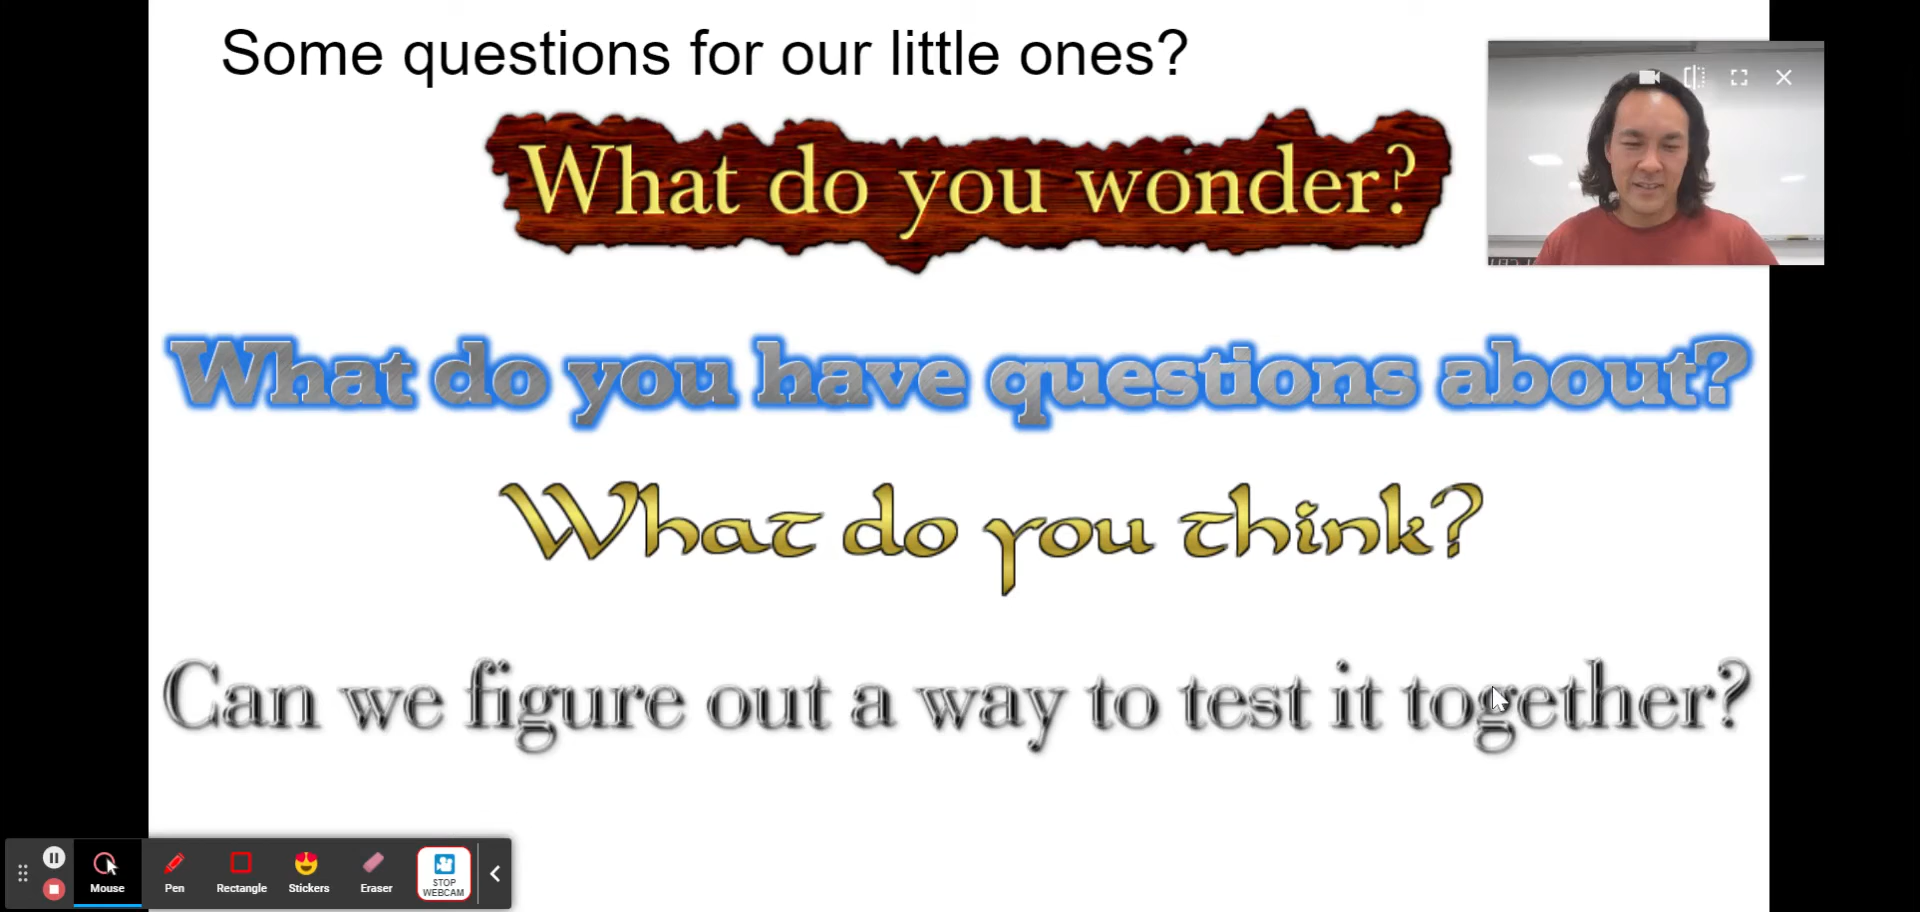 Some questions for our little ones?
What do you wonder?
What do you have questions about?
What do you think?
Can we figure out a way to test it together?
Mouse
Pen
Rectangle
Stickers
Eraser
STOP
WEBCAM